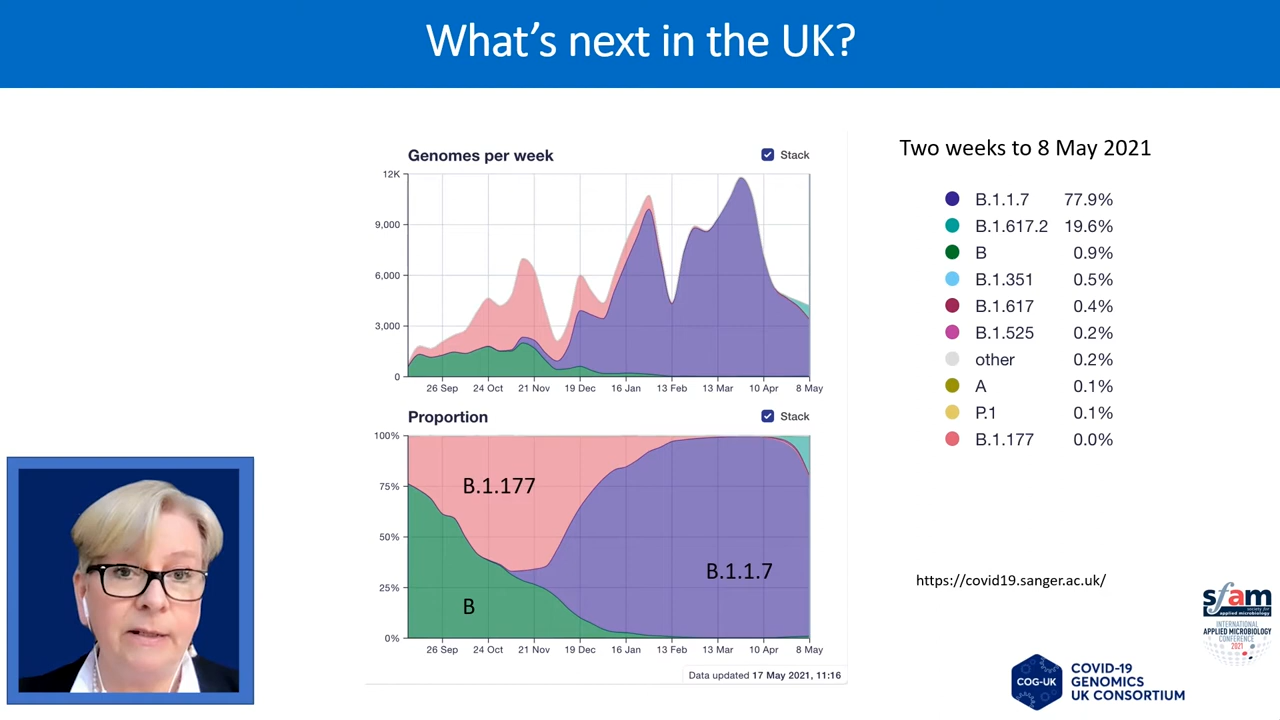 What's next in the UK?
Genomes per week
Stack
12K
9,000
6,000
3,000
0
26 Sep 24 Oct 21 Nov 19 Dec 16 Jan 13 Feb 13 Mar 10 Apr 8 May
Proportion
Stack
100%
75%
50%
25%
0%
B.1.177
B.1.1.7
B
26 Sep 24 Oct 21 Nov 19 Dec 16 Jan 13 Feb 13 Mar 10 Apr 8 May
Data updated 17 May 2021, 11:16
Two weeks to 8 May 2021
B.1.1.7 77.9%
B.1.617.2 19.6%
B 0.9%
B.1.351 0.5%
B.1.617 0.4%
B.1.525 0.2%
other 0.2%
A 0.1%
P.1 0.1%
B.1.177 0.0%
https://covid19.sanger.ac.uk/
sfam
society for
applied microbiology
INTERNATIONAL
APPLIED MICROBIOLOGY
CONFERENCE
2021
COG-UK
COVID-19
GENOMICS
UK CONSORTIUM